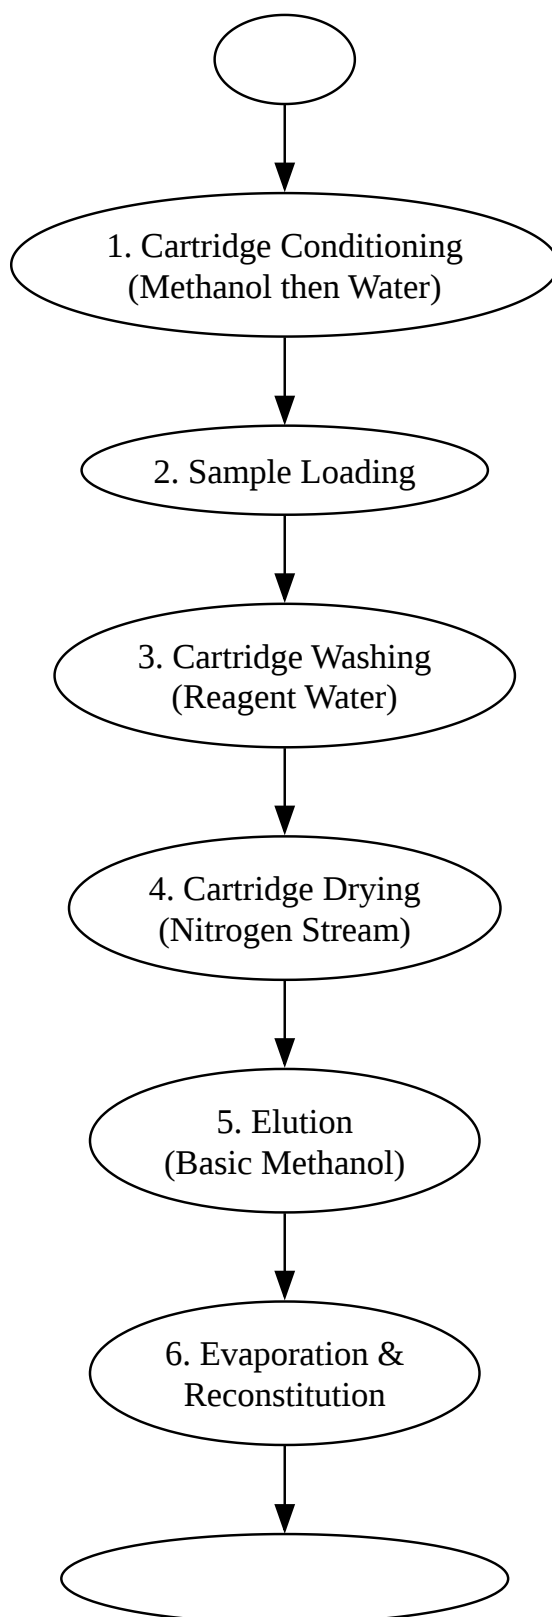 1. Cartridge Conditioning
(Methanol then Water)
2. Sample Loading
3. Cartridge Washing
(Reagent Water)
4. Cartridge Drying
(Nitrogen Stream)
5. Elution
(Basic Methanol)
6. Evaporation &
Reconstitution